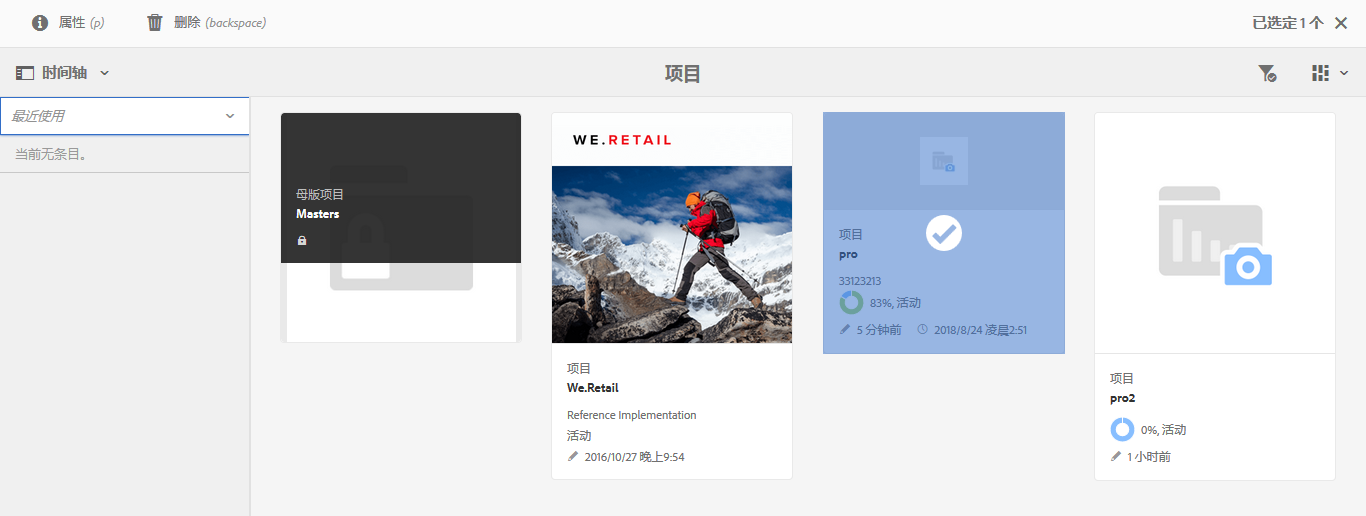 属性 (p) 删除 (backspace) 已选定 1 个
时间轴 项目
最近使用
当前无条目。
母版项目
Masters
WE.RETAIL
项目
We.Retail
Reference Implementation
活动
2016/10/27 晚上9:54
项目
pro
33123213
83%, 活动
5 分钟前 2018/8/24 凌晨2:51
项目
pro2
0%, 活动
1 小时前